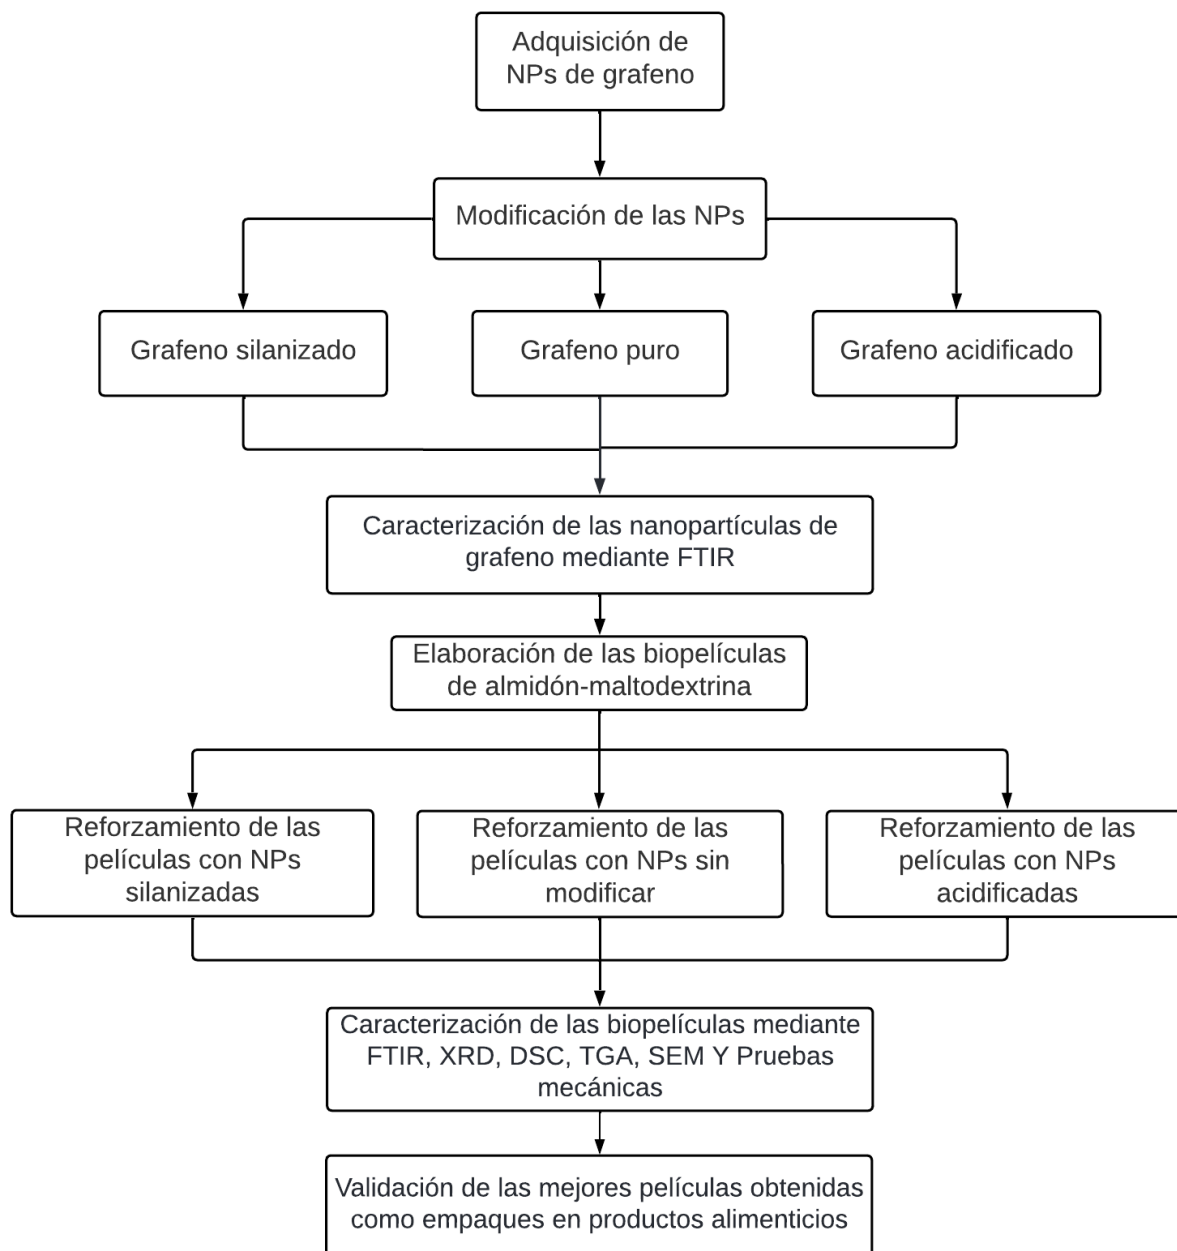 Adquisición de
NPs de grafeno
Modificación de las NPs
Grafeno silanizado
Grafeno puro
Grafeno acidificado
Caracterización de las nanopartículas de
grafeno mediante FTIR
Elaboración de las biopelículas
de almidón-maltodextrina
Reforzamiento de las
películas con NPs
silanizadas
Reforzamiento de las
películas con NPs sin
modificar
Reforzamiento de las
películas con NPs
acidificadas
Caracterización de las biopelículas mediante
FTIR, XRD, DSC, TGA, SEM Y Pruebas
mecánicas
Validación de las mejores películas obtenidas
como empaques en productos alimenticios